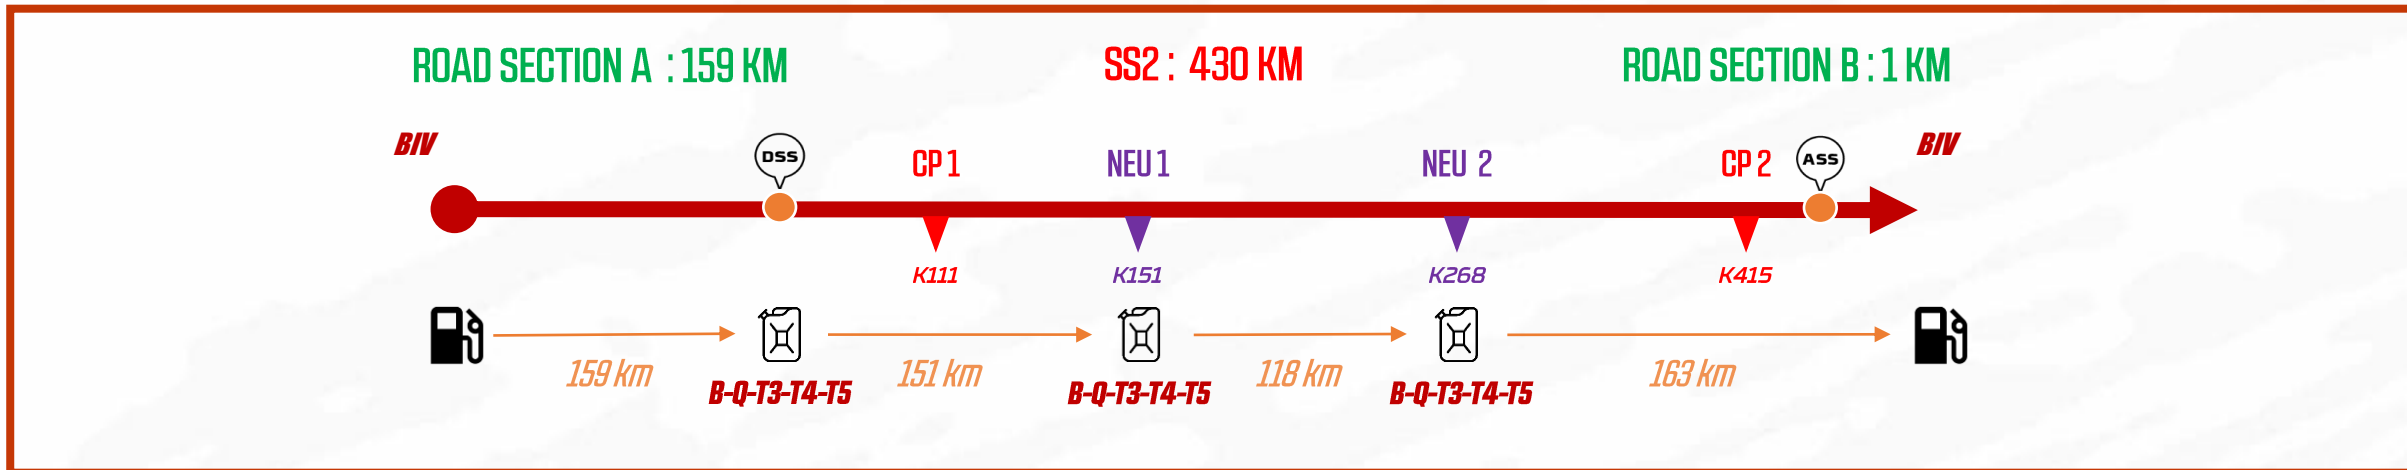 ROAD SECTION A : 159 KM
SS2 : 430 KM
ROAD SECTION B : 1 KM
BIV
DSS
CP 1
NEU 1
NEU 2
CP 2
ASS
BIV
K111
K151
K268
K415
159 km
151 km
118 km
163 km
B-Q-T3-T4-T5
B-Q-T3-T4-T5
B-Q-T3-T4-T5